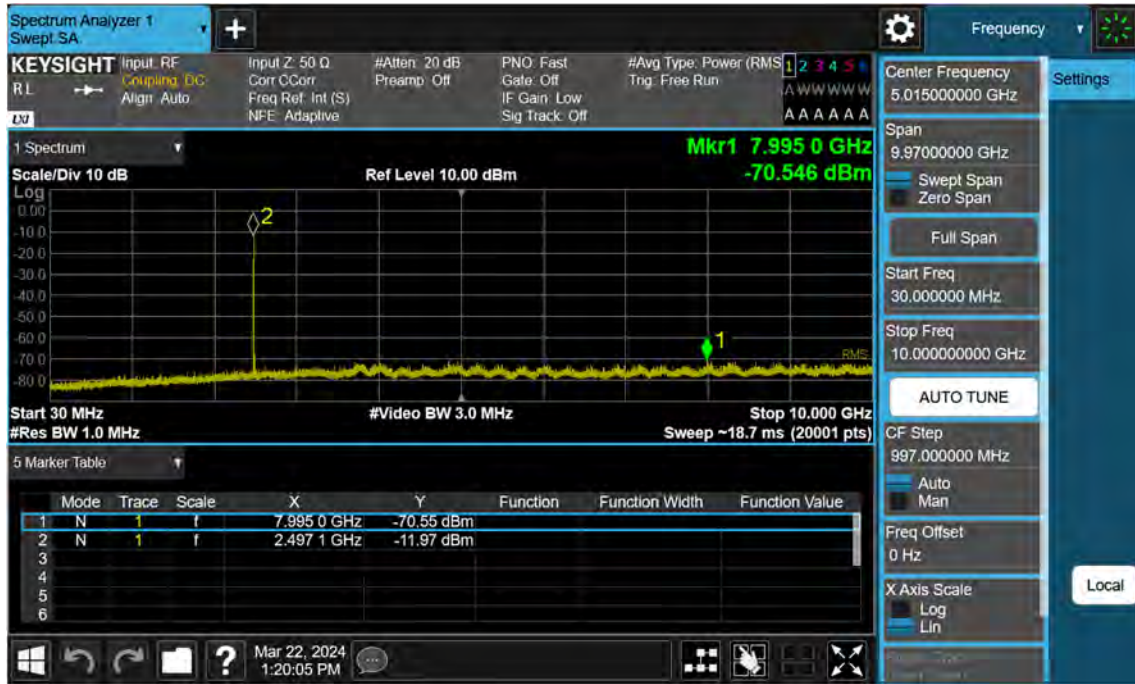 Spectrum Analyzer 1
Swept SA
+
Frequency
KEYSIGHT
RL
LXI
Input: RF
Coupling: DC
Align: Auto
Input Z: 50 Ω
Corr CCorr
Freq Ref: Int (S)
NFE: Adaptive
#Atten: 20 dB
Preamp: Off
PNO: Fast
Gate: Off
IF Gain: Low
Sig Track: Off
#Avg Type: Power (RMS
Trig: Free Run
1 2 3 4 5 6
A W W W W W
A A A A A A
1 Spectrum
Scale/Div 10 dB
Ref Level 10.00 dBm
Mkr1 7.995 0 GHz
-70.546 dBm
Log
0.00
-10.0
-20.0
-30.0
-40.0
-50.0
-60.0
-70.0
-80.0
2
1
RMS
Start 30 MHz
#Video BW 3.0 MHz
Stop 10.000 GHz
#Res BW 1.0 MHz
Sweep ~18.7 ms (20001 pts)
5 Marker Table
Mode Trace Scale X Y Function Function Width Function Value
1 N 1 f 7.995 0 GHz -70.55 dBm
2 N 1 f 2.497 1 GHz -11.97 dBm
3
4
5
6
Center Frequency
5.015000000 GHz
Settings
Span
9.97000000 GHz
Swept Span
Zero Span
Full Span
Start Freq
30.000000 MHz
Stop Freq
10.000000000 GHz
AUTO TUNE
CF Step
997.000000 MHz
Auto
Man
Freq Offset
0 Hz
X Axis Scale
Log
Lin
Local
?
Mar 22, 2024
1:20:05 PM